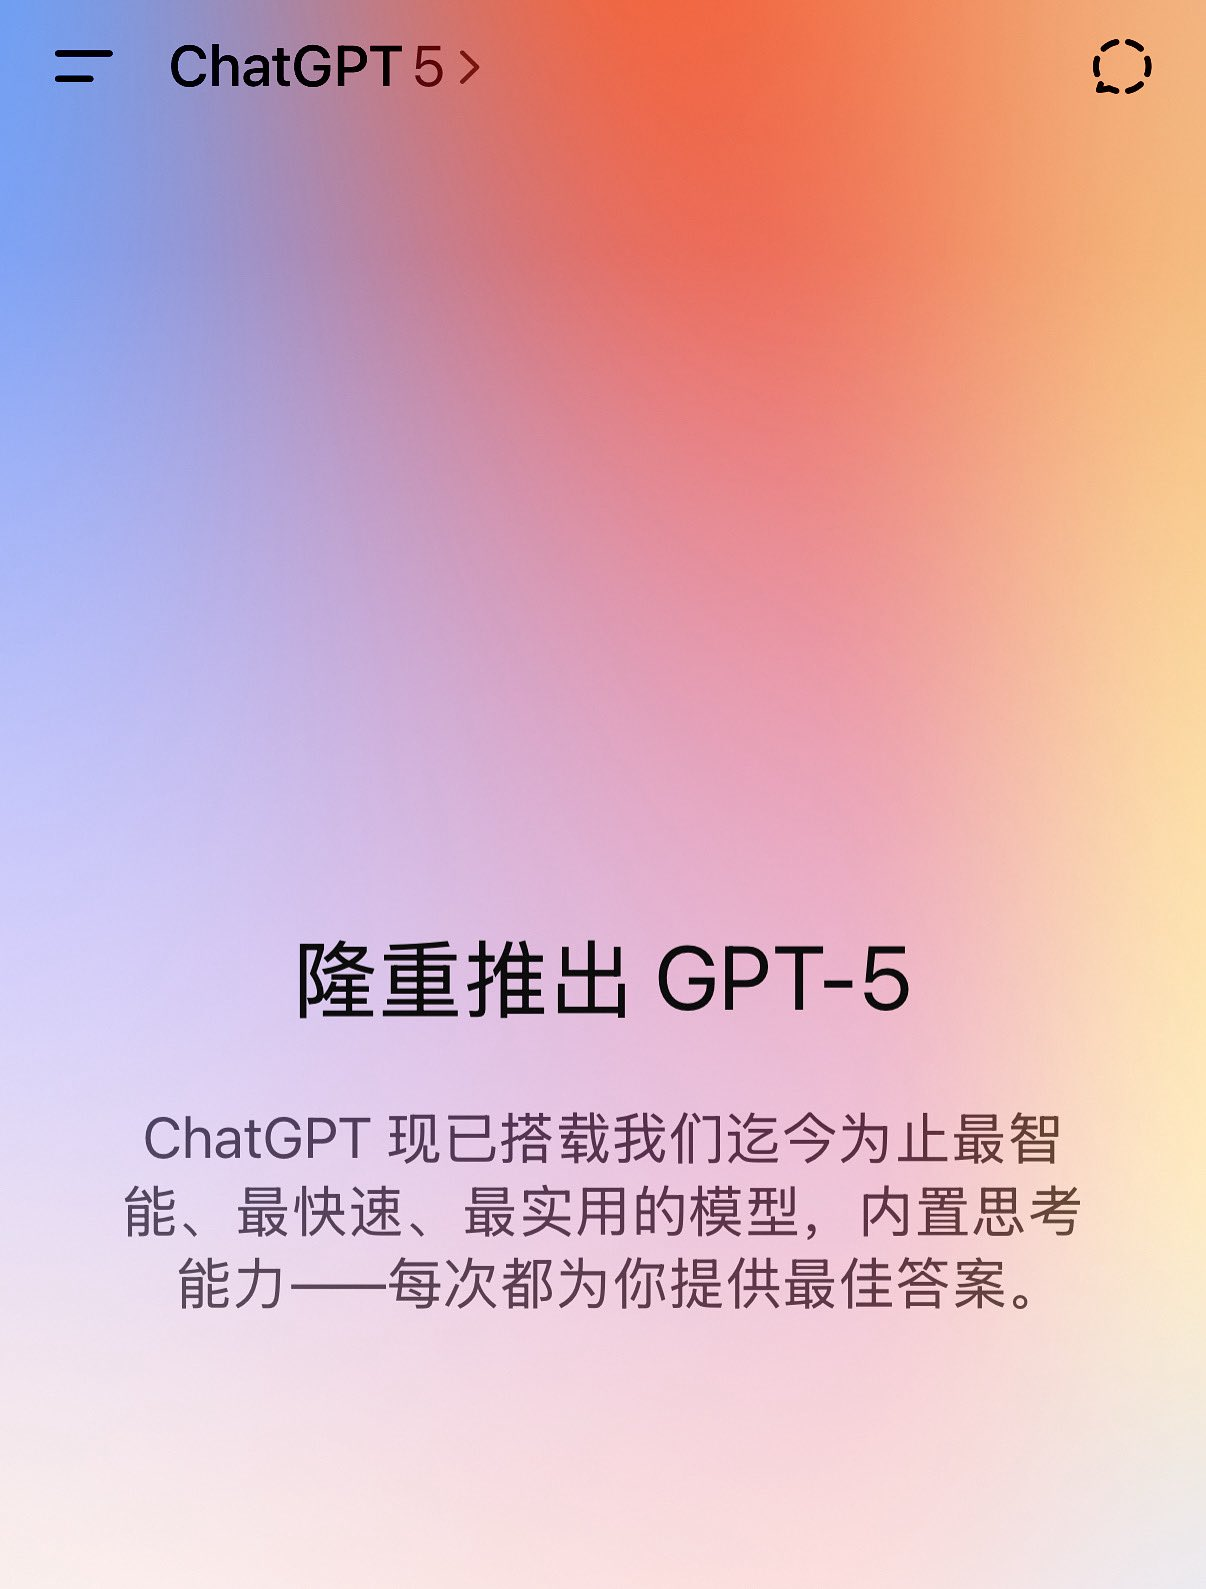 ChatGPT 5 >
隆重推出 GPT-5
ChatGPT 现已搭载我们迄今为止最智
能、最快速、最实用的模型，内置思考
能力——每次都为你提供最佳答案。